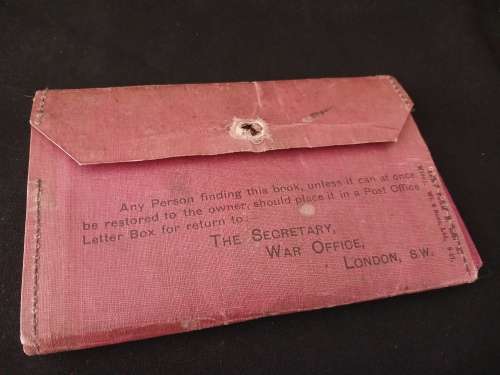 Any Person finding this book, unless it can at once
be restored to the owner, should place it in a Post Office
Letter Box for return to:
THE SECRETARY,
WAR OFFICE,
LONDON, S.W.